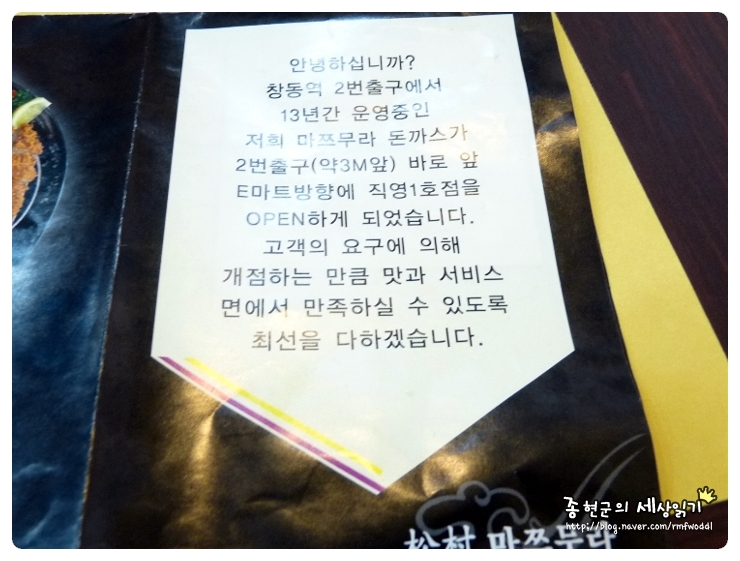 안녕하십니까?
창동역 2번출구에서
13년간 운영중인
저희 마쯔무라 돈까스가
2번출구(약3M앞) 바로 앞
E마트방향에 직영1호점을
OPEN하게 되었습니다.
고객의 요구에 의해
개점하는 만큼 맛과 서비스
면에서 만족하실 수 있도록
최선을 다하겠습니다.
松村 마쯔무라
종현군의 세상읽기
http://blog.naver.com/rmfwoddl